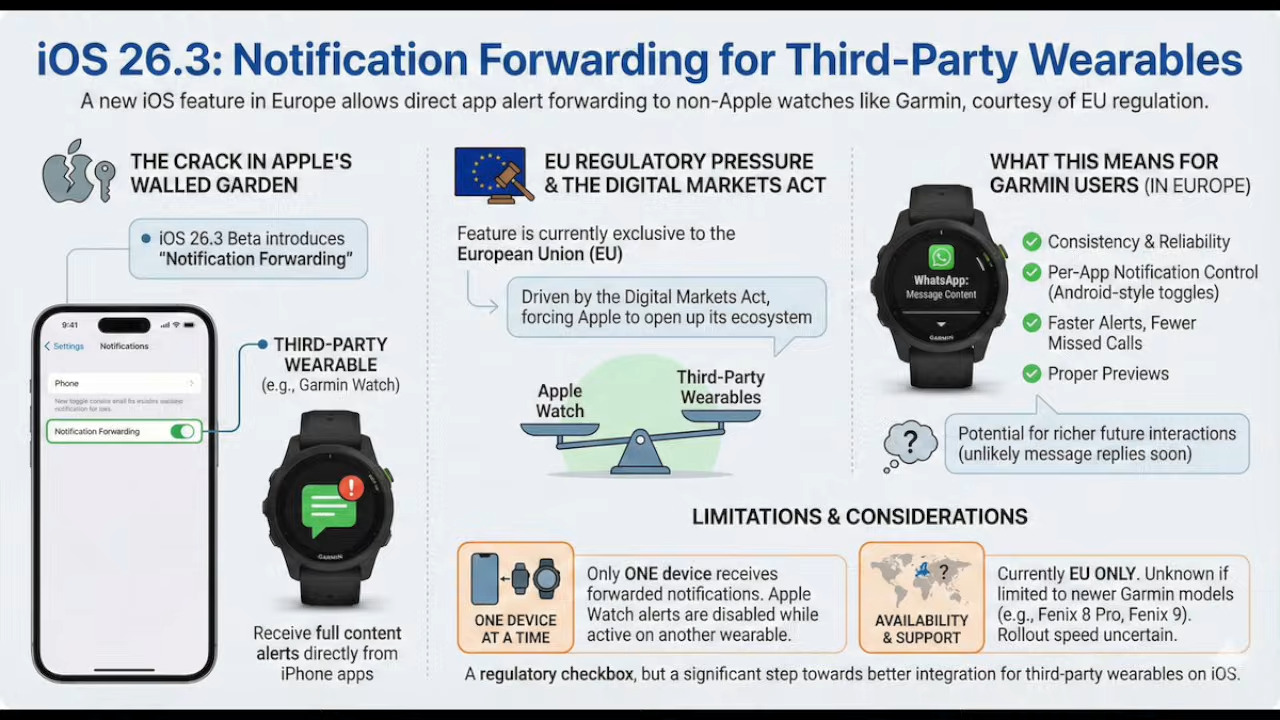 iOS 26.3: Notification Forwarding for Third-Party Wearables
A new iOS feature in Europe allows direct app alert forwarding to non-Apple watches like Garmin, courtesy of EU regulation.
THE CRACK IN APPLE'S
WALLED GARDEN
• iOS 26.3 Beta introduces
"Notification Forwarding"
9:41
Settings
Notifications
Phone
New toggle
notification for
Notification Forwarding
THIRD-PARTY
WEARABLE
(e.g., Garmin Watch)
GARMIN
Receive full content
alerts directly from
iPhone apps
EU REGULATORY PRESSURE
& THE DIGITAL MARKETS ACT
Feature is currently exclusive to the
European Union (EU)
Driven by the Digital Markets Act,
forcing Apple to open up its ecosystem
Apple
Watch
Third-Party
Wearables
WHAT THIS MEANS FOR
GARMIN USERS (IN EUROPE)
WhatsApp:
Message Content
GARMIN
Consistency & Reliability
Per-App Notification Control
(Android-style toggles)
Faster Alerts, Fewer
Missed Calls
Proper Previews
?
Potential for richer future interactions
(unlikely message replies soon)
LIMITATIONS & CONSIDERATIONS
ONE DEVICE
AT A TIME
Only ONE device receives
forwarded notifications. Apple
Watch alerts are disabled while
active on another wearable.
?
AVAILABILITY
& SUPPORT
Currently EU ONLY. Unknown if
limited to newer Garmin models
(e.g., Fenix 8 Pro, Fenix 9).
Rollout speed uncertain.
A regulatory checkbox, but a significant step towards better integration for third-party wearables on iOS.